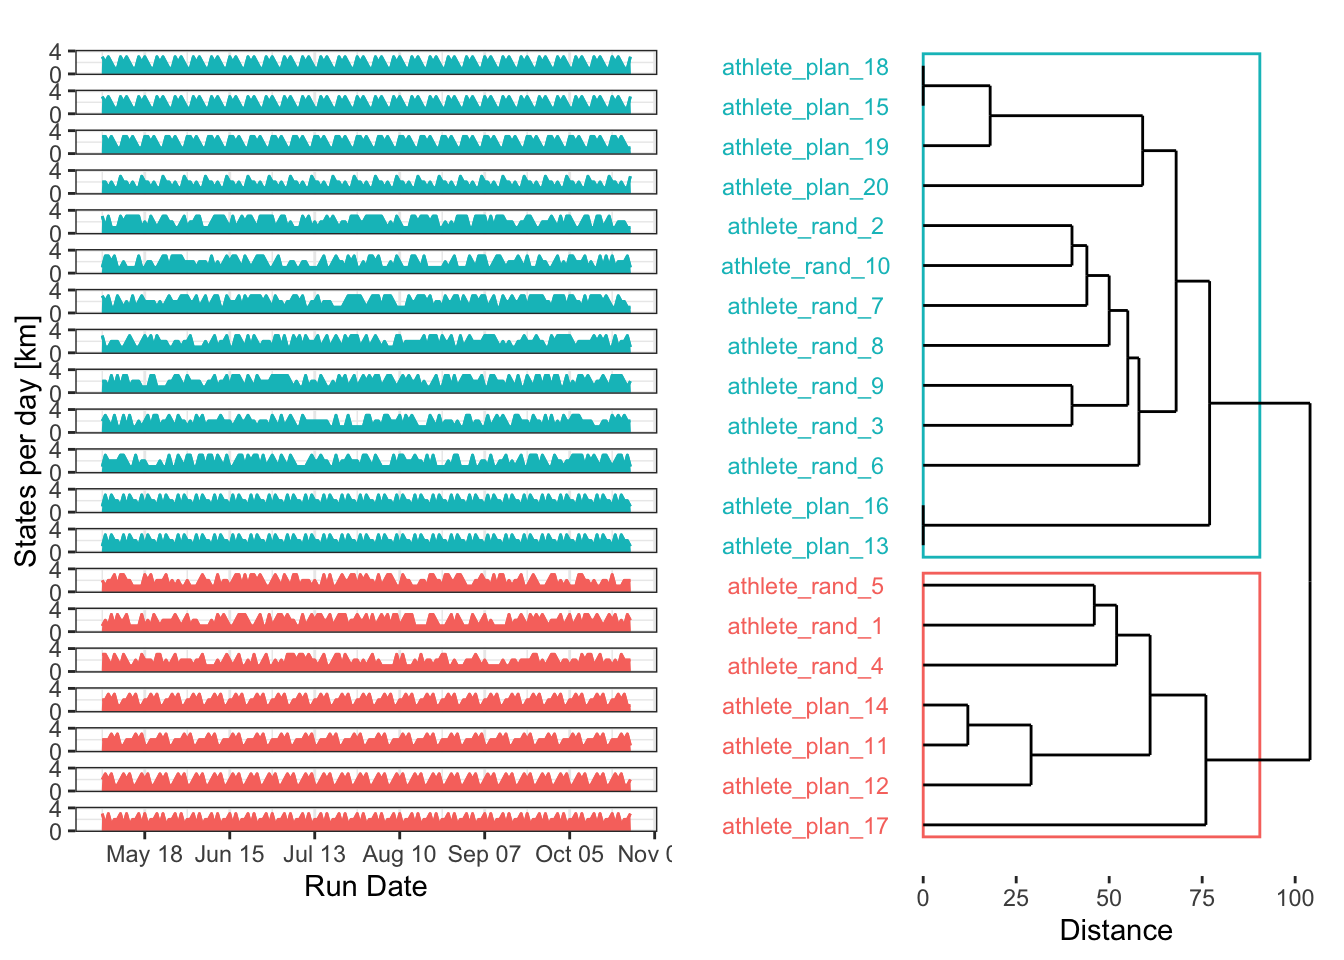 States per day [km]
4
0
4
0
4
0
4
0
4
0
4
0
4
0
4
0
4
0
4
0
4
0
4
0
4
0
4
0
4
0
4
0
4
0
4
0
4
0
4
0
May 18 Jun 15 Jul 13 Aug 10 Sep 07 Oct 05 Nov
Run Date
athlete_plan_18
athlete_plan_15
athlete_plan_19
athlete_plan_20
athlete_rand_2
athlete_rand_10
athlete_rand_7
athlete_rand_8
athlete_rand_9
athlete_rand_3
athlete_rand_6
athlete_plan_16
athlete_plan_13
athlete_rand_5
athlete_rand_1
athlete_rand_4
athlete_plan_14
athlete_plan_11
athlete_plan_12
athlete_plan_17
0 25 50 75 100
Distance